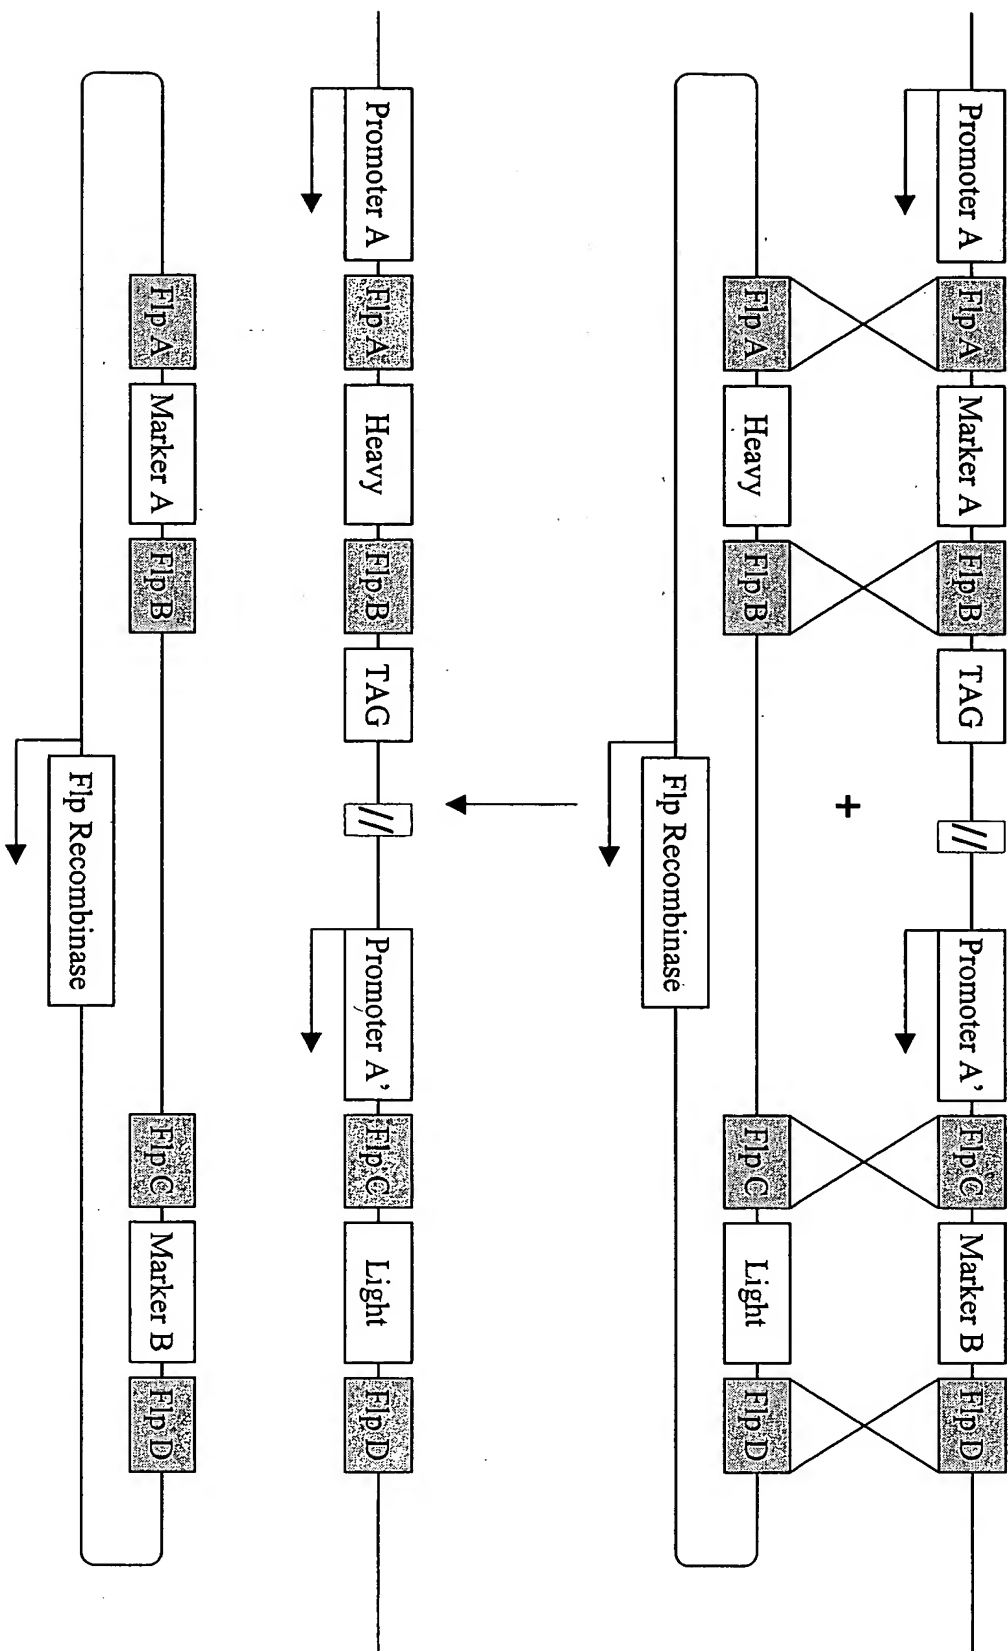 Promoter A Flp A Marker A Flp B TAG // Promoter A' Flp C Marker B Flp D
+
Flp A Heavy Flp B Flp C Light Flp D
Flp Recombinase
Promoter A Flp A Heavy Flp B TAG // Promoter A' Flp C Light Flp D
Flp A Marker A Flp B Flp C Marker B Flp D
Flp Recombinase